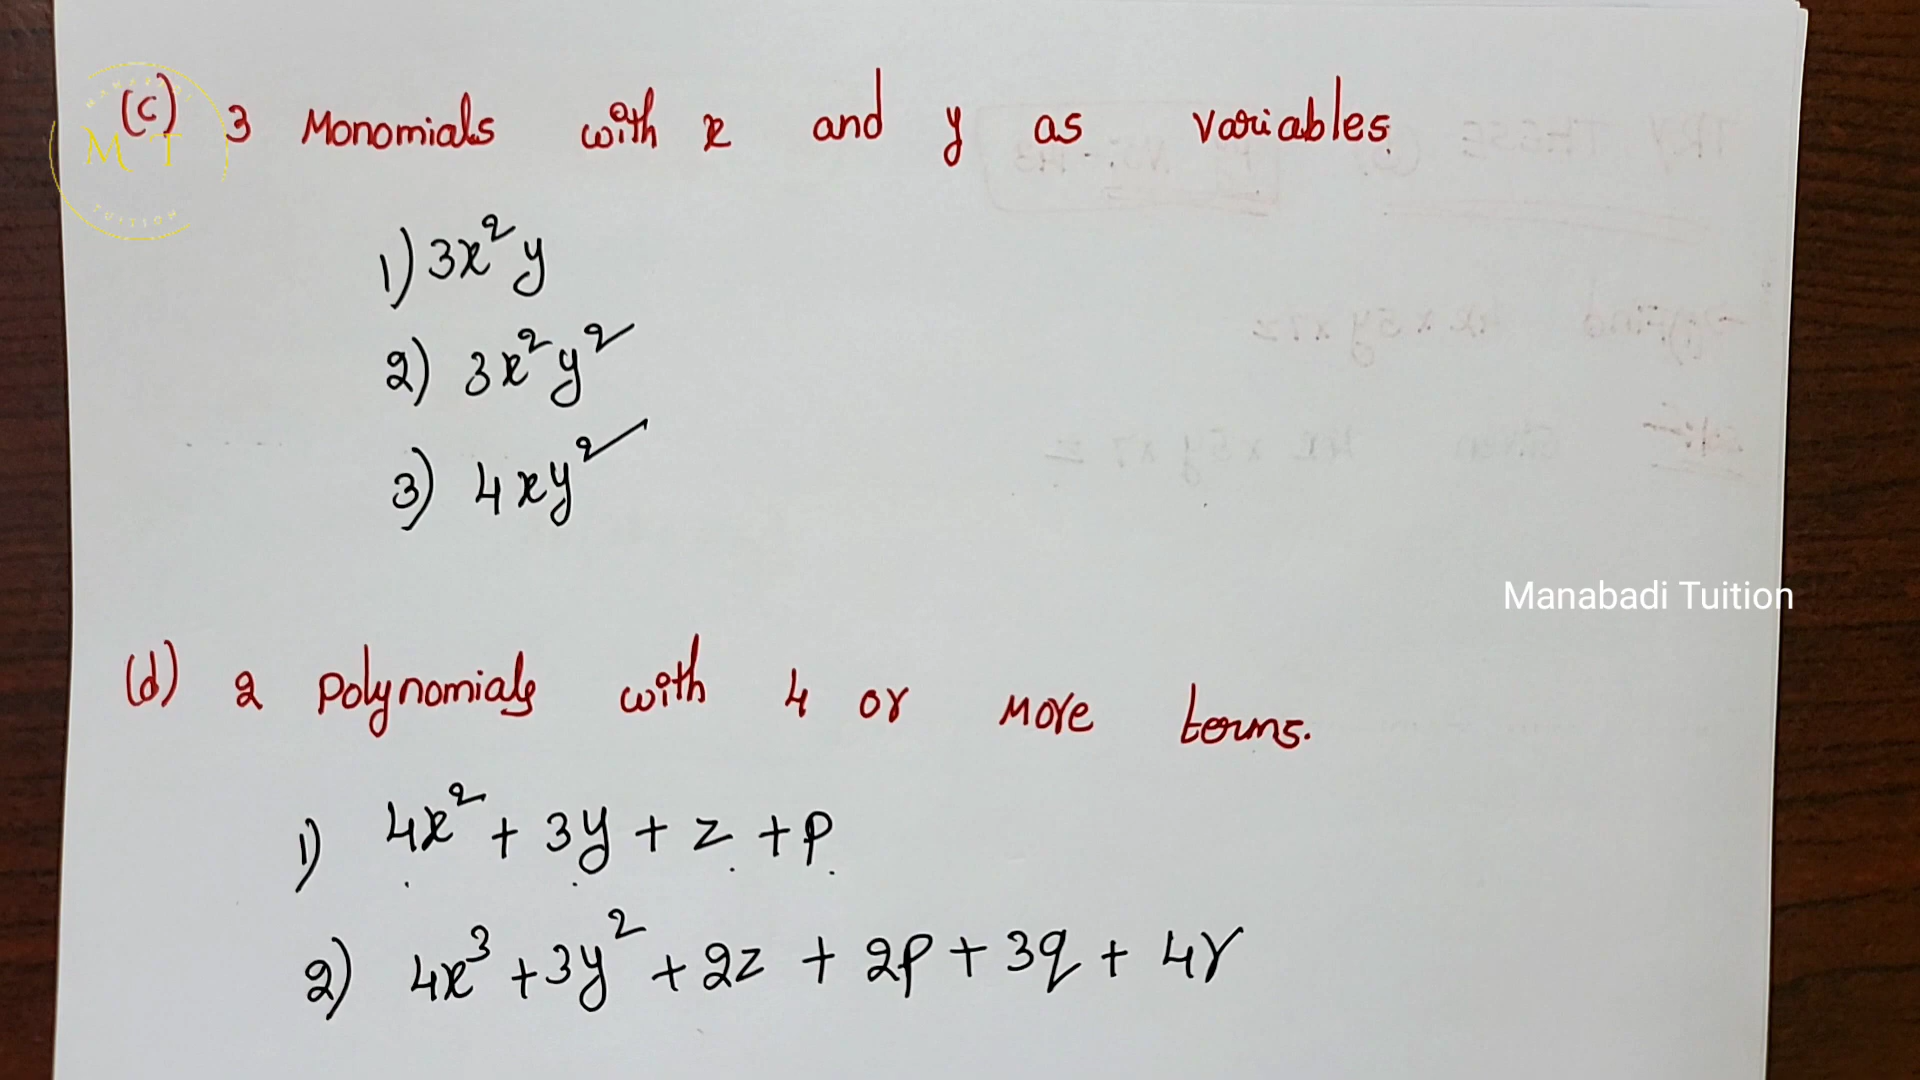 (c) 3 Monomials with x and y as variables.
M T
TUITION
1) 3x²y
2) 3x²y²
3) 4xy²
Manabadi Tuition
(d) 2 polynomials with 4 or more terms.
1) 4x² + 3y + z + p
2) 4x³ + 3y² + 2z + 2p + 3q + 4r